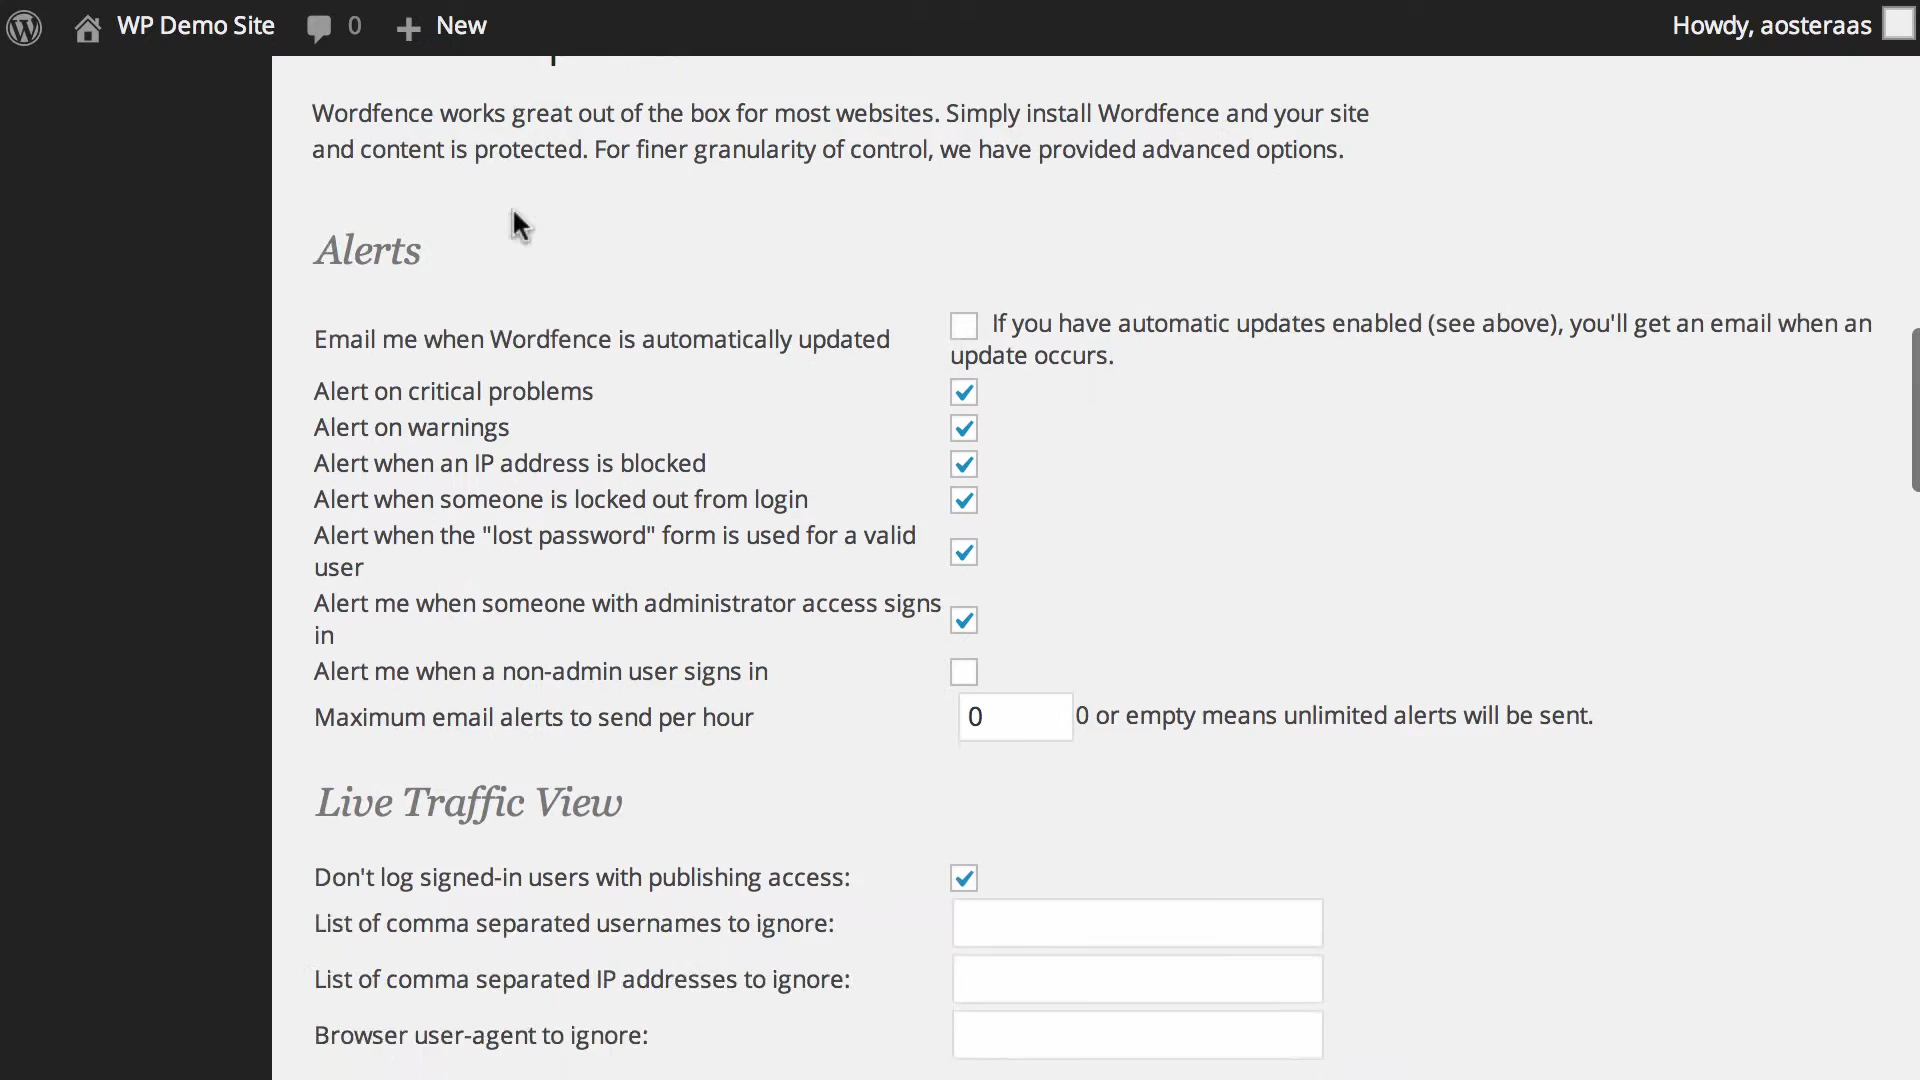 WP Demo Site 0 New Howdy, aosteraas
Wordfence works great out of the box for most websites. Simply install Wordfence and your site
and content is protected. For finer granularity of control, we have provided advanced options.
Alerts
Email me when Wordfence is automatically updated
If you have automatic updates enabled (see above), you'll get an email when an
update occurs.
Alert on critical problems
Alert on warnings
Alert when an IP address is blocked
Alert when someone is locked out from login
Alert when the "lost password" form is used for a valid
user
Alert me when someone with administrator access signs
in
Alert me when a non-admin user signs in
Maximum email alerts to send per hour 0 0 or empty means unlimited alerts will be sent.
Live Traffic View
Don't log signed-in users with publishing access:
List of comma separated usernames to ignore:
List of comma separated IP addresses to ignore:
Browser user-agent to ignore: